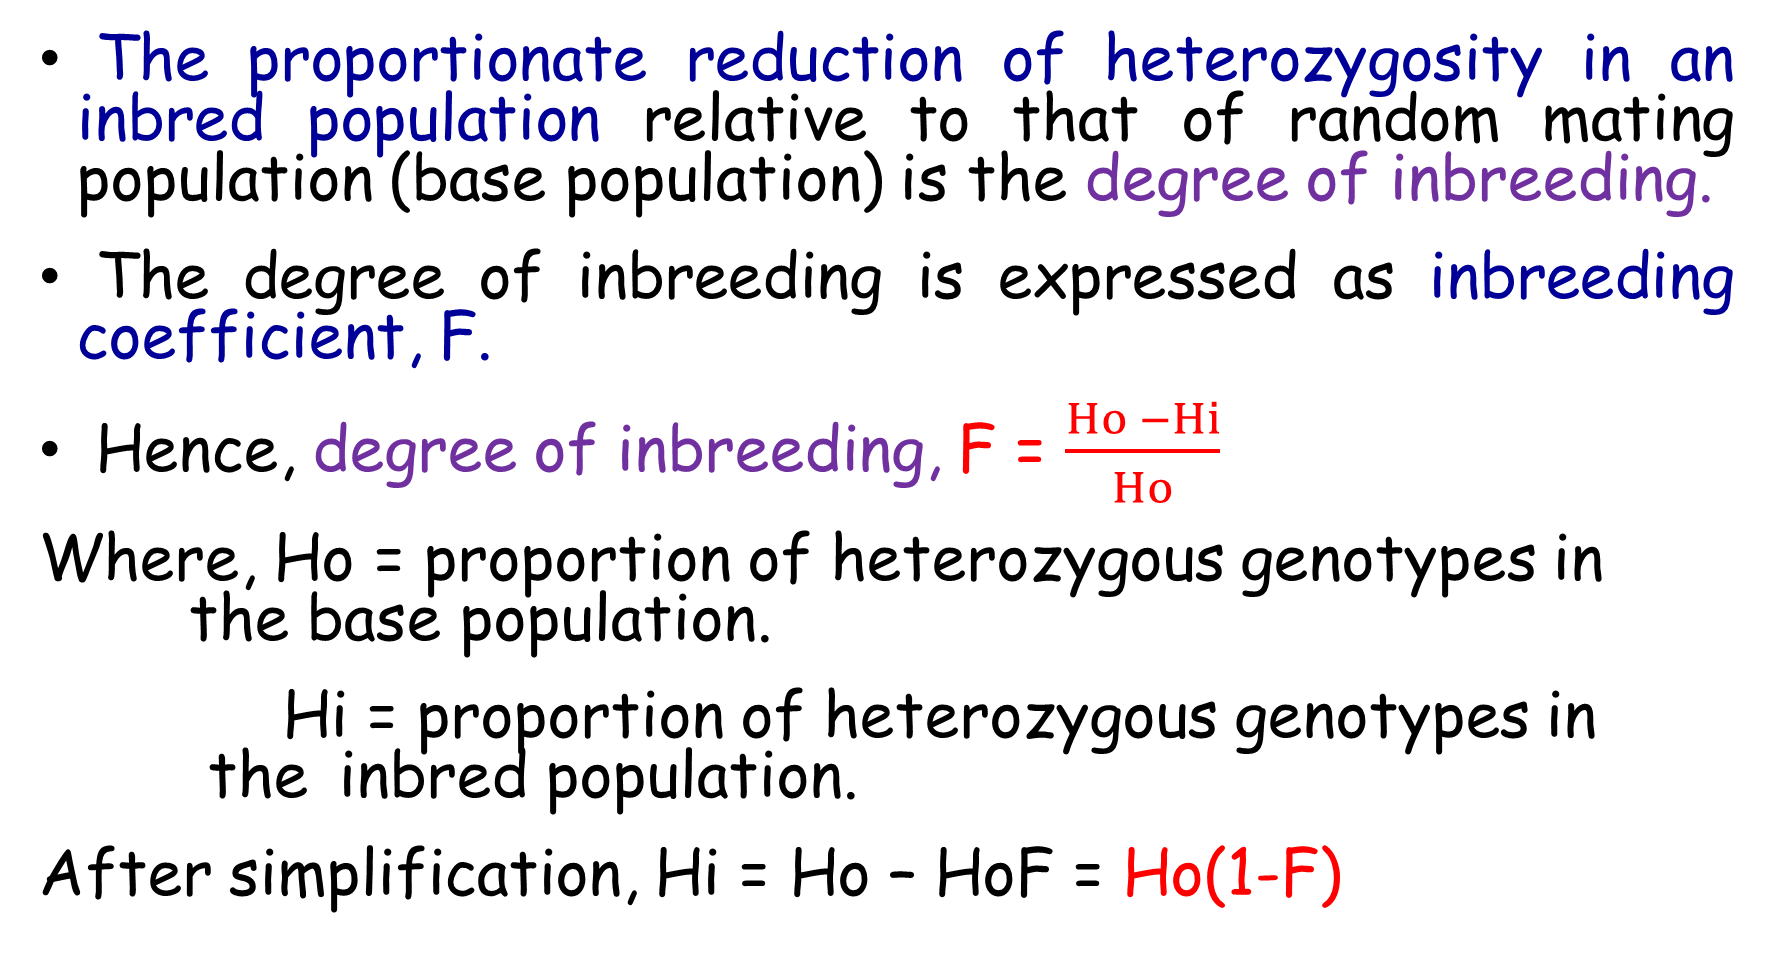 • The proportionate reduction of heterozygosity in an
inbred population relative to that of random mating
population (base population) is the degree of inbreeding.
• The degree of inbreeding is expressed as inbreeding
coefficient, F.
• Hence, degree of inbreeding, F = Ho −Hi / Ho
Where, Ho = proportion of heterozygous genotypes in
the base population.
Hi = proportion of heterozygous genotypes in
the inbred population.
After simplification, Hi = Ho – HoF = Ho(1-F)